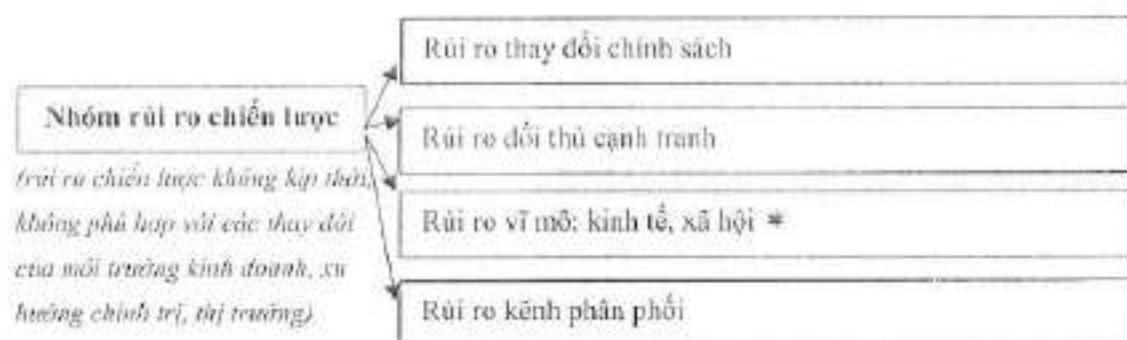 Nhóm rủi ro chiến lược
(rủi ro chiến lược không kịp thời,
không phù hợp với các thay đổi
của môi trường kinh doanh, xu
hướng chính trị, thị trường)
Rủi ro thay đổi chính sách
Rủi ro đối thủ cạnh tranh
Rủi ro vĩ mô: kinh tế, xã hội *
Rủi ro kênh phân phối